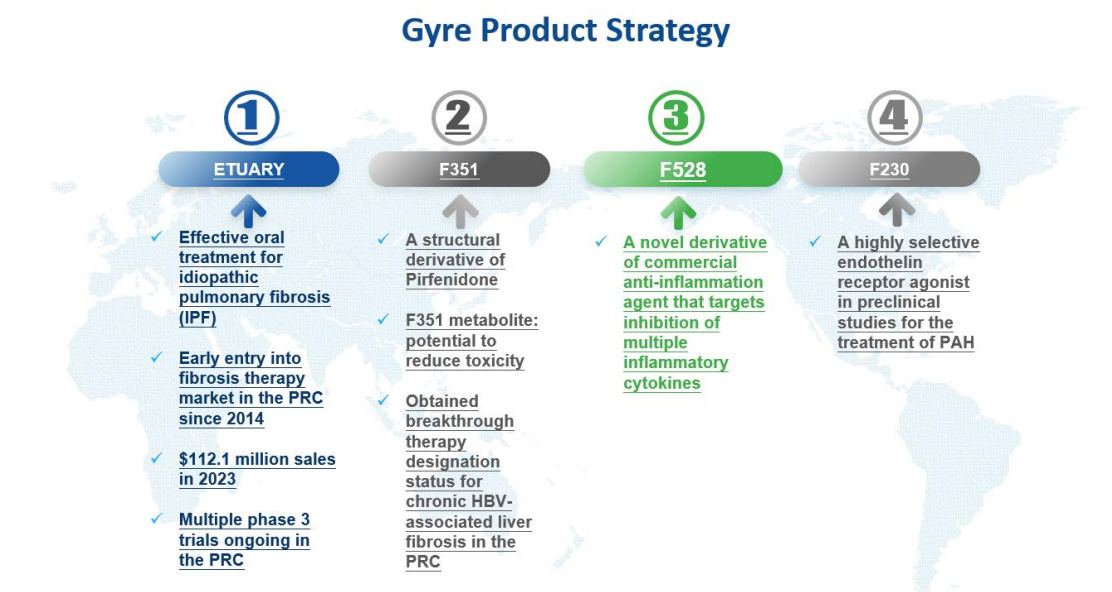 Gyre Product Strategy
1
ETUARY
Effective oral
treatment for
idiopathic
pulmonary fibrosis
(IPF)
Early entry into
fibrosis therapy
market in the PRC
since 2014
$112.1 million sales
in 2023
Multiple phase 3
trials ongoing in
the PRC
2
F351
A structural
derivative of
Pirfenidone
F351 metabolite:
potential to
reduce toxicity
Obtained
breakthrough
therapy
designation
status for
chronic HBV-
associated liver
fibrosis in the
PRC
3
F528
A novel derivative
of commercial
anti-inflammation
agent that targets
inhibition of
multiple
inflammatory
cytokines
4
F230
A highly selective
endothelin
receptor agonist
in preclinical
studies for the
treatment of PAH